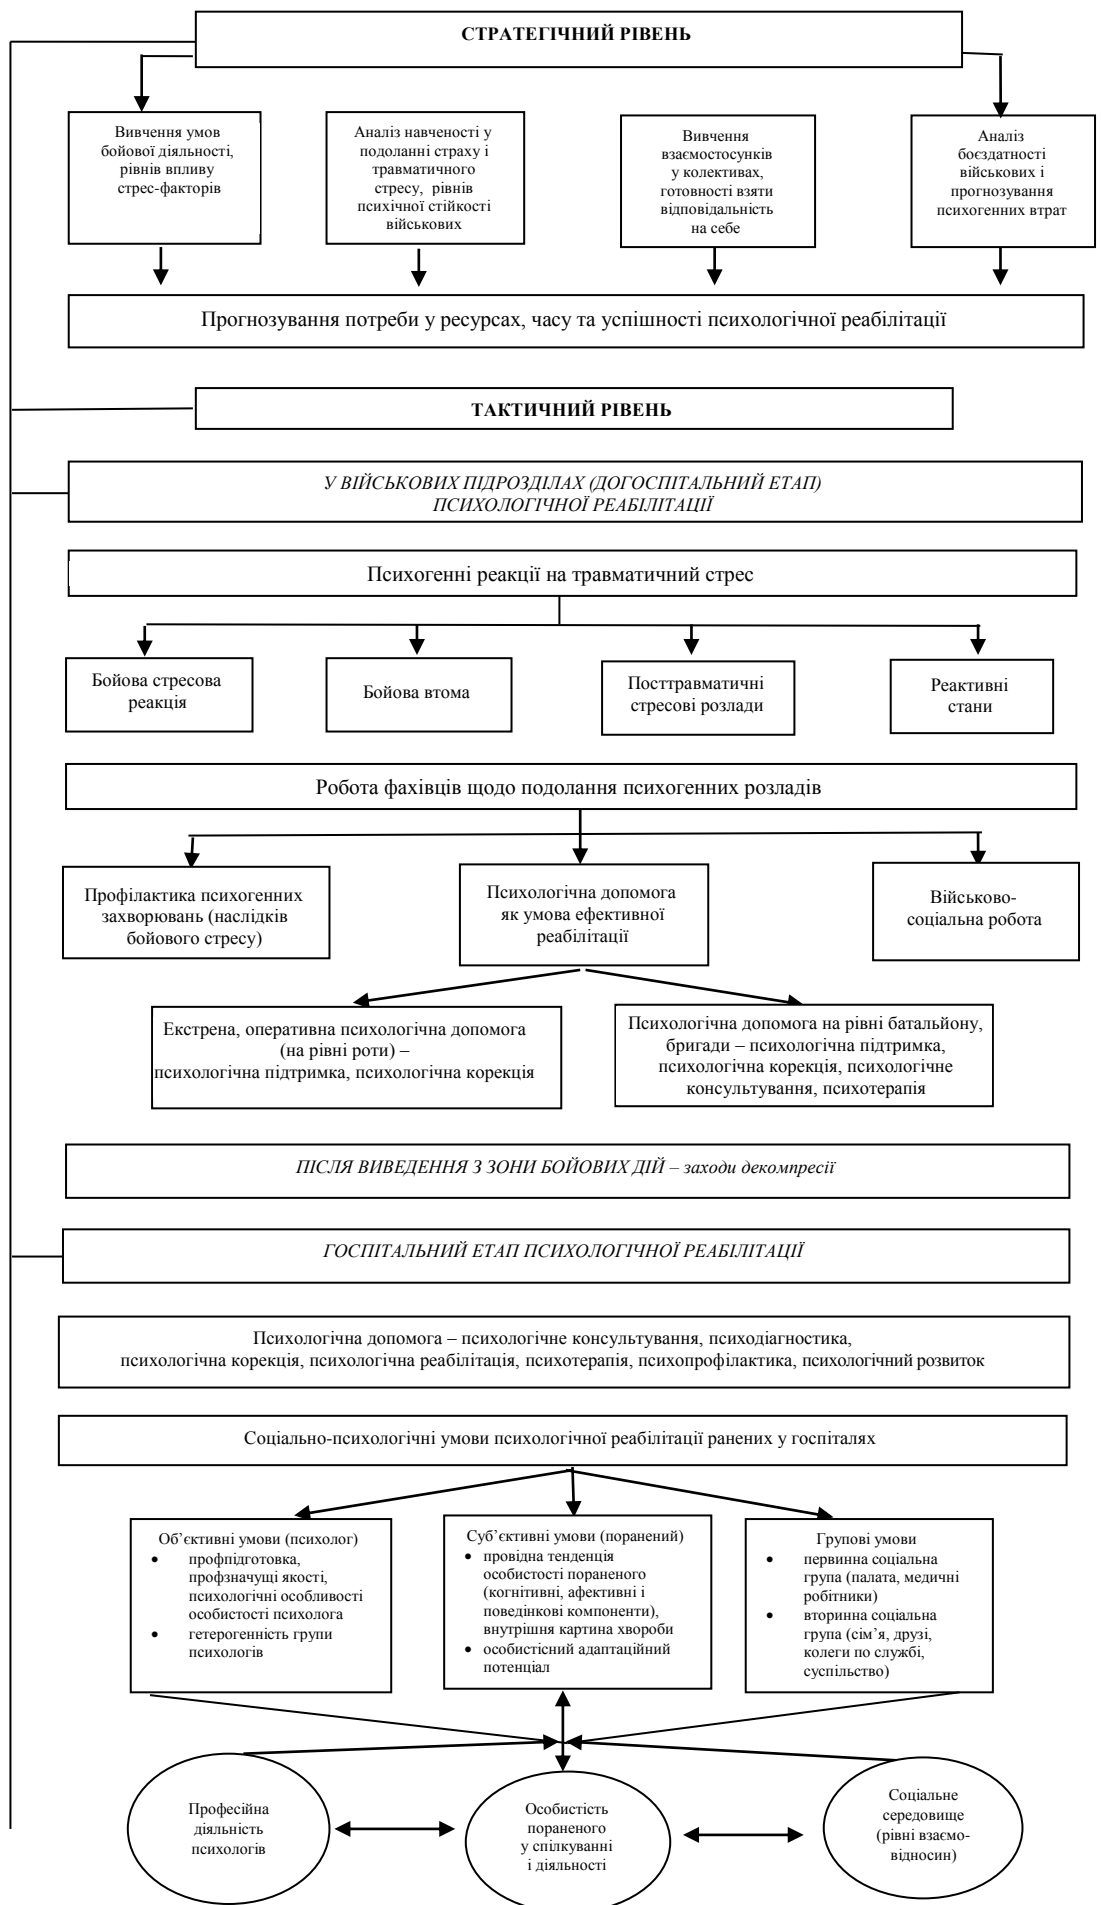 СТРАТЕГІЧНИЙ РІВЕНЬ
Вивчення умов
бойової діяльності,
рівнів впливу
стрес-факторів
Аналіз навченості у
подоланні страху і
травматичного
стресу, рівнів
психічної стійкості
військових
Вивчення
взаємостосунків
у колективах,
готовності взяти
відповідальність
на себе
Аналіз
боєздатності
військових і
прогнозування
психогенних втрат
Прогнозування потреби у ресурсах, часу та успішності психологічної реабілітації
ТАКТИЧНИЙ РІВЕНЬ
У ВІЙСЬКОВИХ ПІДРОЗДІЛАХ (ДОГОСПІТАЛЬНИЙ ЕТАП)
ПСИХОЛОГІЧНОЇ РЕАБІЛІТАЦІЇ
Психогенні реакції на травматичний стрес
Бойова стресова
реакція
Бойова втома
Посттравматичні
стресові розлади
Реактивні
стани
Робота фахівців щодо подолання психогенних розладів
Профілактика психогенних
захворювань (наслідків
бойового стресу)
Психологічна допомога
як умова ефективної
реабілітації
Військово-
соціальна робота
Екстрена, оперативна психологічна допомога
(на рівні роти) –
психологічна підтримка, психологічна корекція
Психологічна допомога на рівні батальйону,
бригади – психологічна підтримка,
психологічна корекція, психологічне
консультування, психотерапія
ПІСЛЯ ВИВЕДЕННЯ З ЗОНИ БОЙОВИХ ДІЙ – заходи декомпресії
ГОСПІТАЛЬНИЙ ЕТАП ПСИХОЛОГІЧНОЇ РЕАБІЛІТАЦІЇ
Психологічна допомога – психологічне консультування, психодіагностика,
психологічна корекція, психологічна реабілітація, психотерапія, психопрофілактика, психологічний розвиток
Соціально-психологічні умови психологічної реабілітації ранених у госпіталях
Об’єктивні умови (психолог)
• профпідготовка,
профзначущі якості,
психологічні особливості
особистості психолога
• гетерогенність групи
психологів
Суб’єктивні умови (поранений)
• провідна тенденція
особистості пораненого
(когнітивні, афективні і
поведінкові компоненти),
внутрішня картина хвороби
• особистісний адаптаційний
потенціал
Групові умови
• первинна соціальна
група (палата, медичні
робітники)
• вторинна соціальна
група (сім’я, друзі,
колеги по службі,
суспільство)
Професійна
діяльність
психологів
Особистість
пораненого
у спілкуванні
і діяльності
Соціальне
середовище
(рівні взаємо-
відносин)